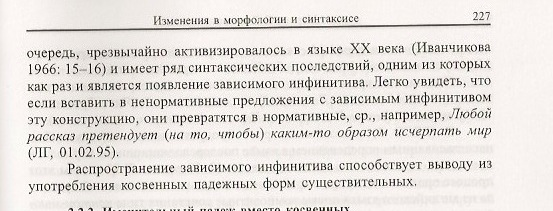 Изменения в морфологии и синтаксисе 227
очередь, чрезвычайно активизировалось в языке XX века (Иванчикова
1966: 15–16) и имеет ряд синтаксических последствий, одним из которых
как раз и является появление зависимого инфинитива. Легко увидеть, что
если вставить в ненормативные предложения с зависимым инфинитивом
эту конструкцию, они превратятся в нормативные, ср., например, Любой
рассказ претендует (на то, чтобы) каким-то образом исчерпать мир
(ЛГ, 01.02.95).
Распространение зависимого инфинитива способствует выводу из
употребления косвенных падежных форм существительных.
2.2.2. Именительный падеж вместо косвенных